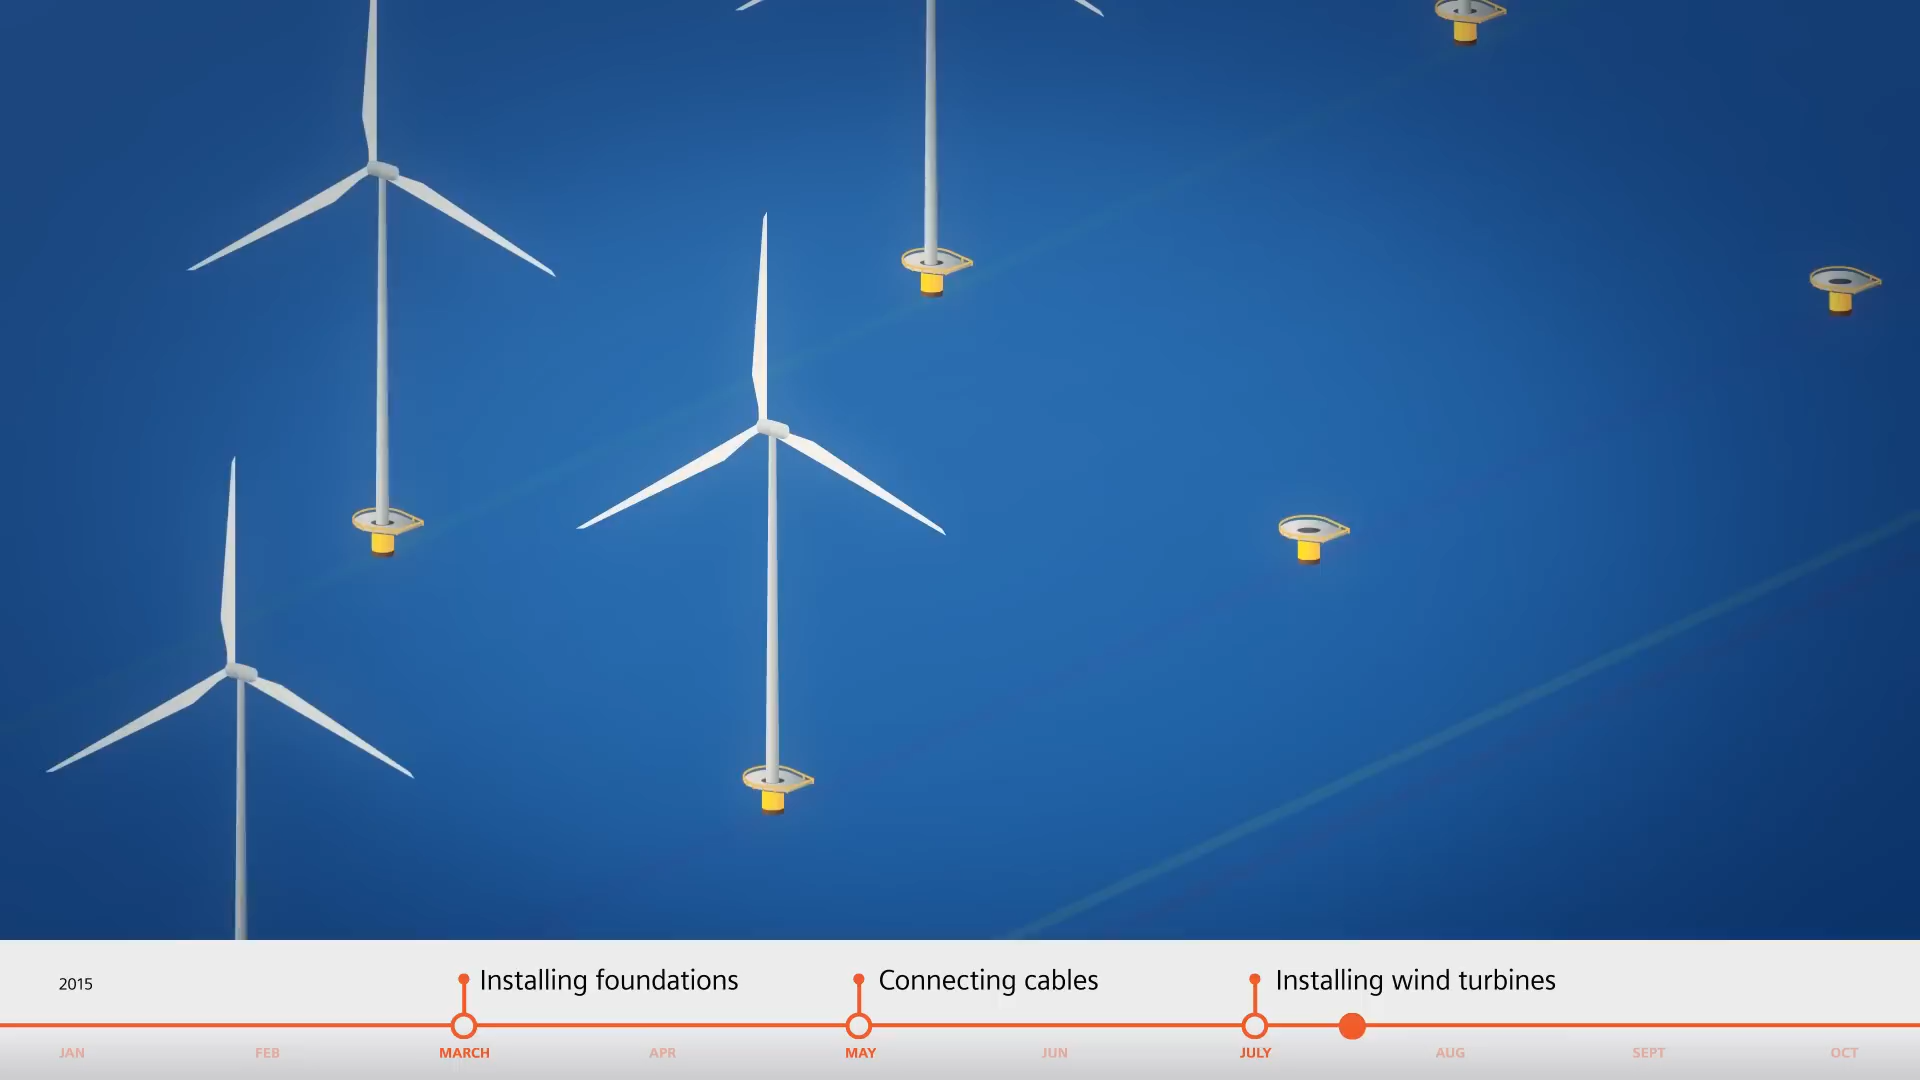 2015
Installing foundations
Connecting cables
Installing wind turbines
JAN
FEB
MARCH
APR
MAY
JUN
JULY
AUG
SEPT
OCT